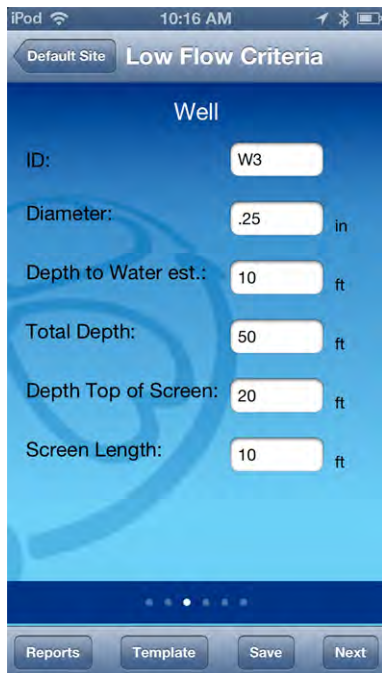 iPod 10:16 AM
Default Site Low Flow Criteria
Well
ID: W3
Diameter: .25 in
Depth to Water est.: 10 ft
Total Depth: 50 ft
Depth Top of Screen: 20 ft
Screen Length: 10 ft
Reports Template Save Next